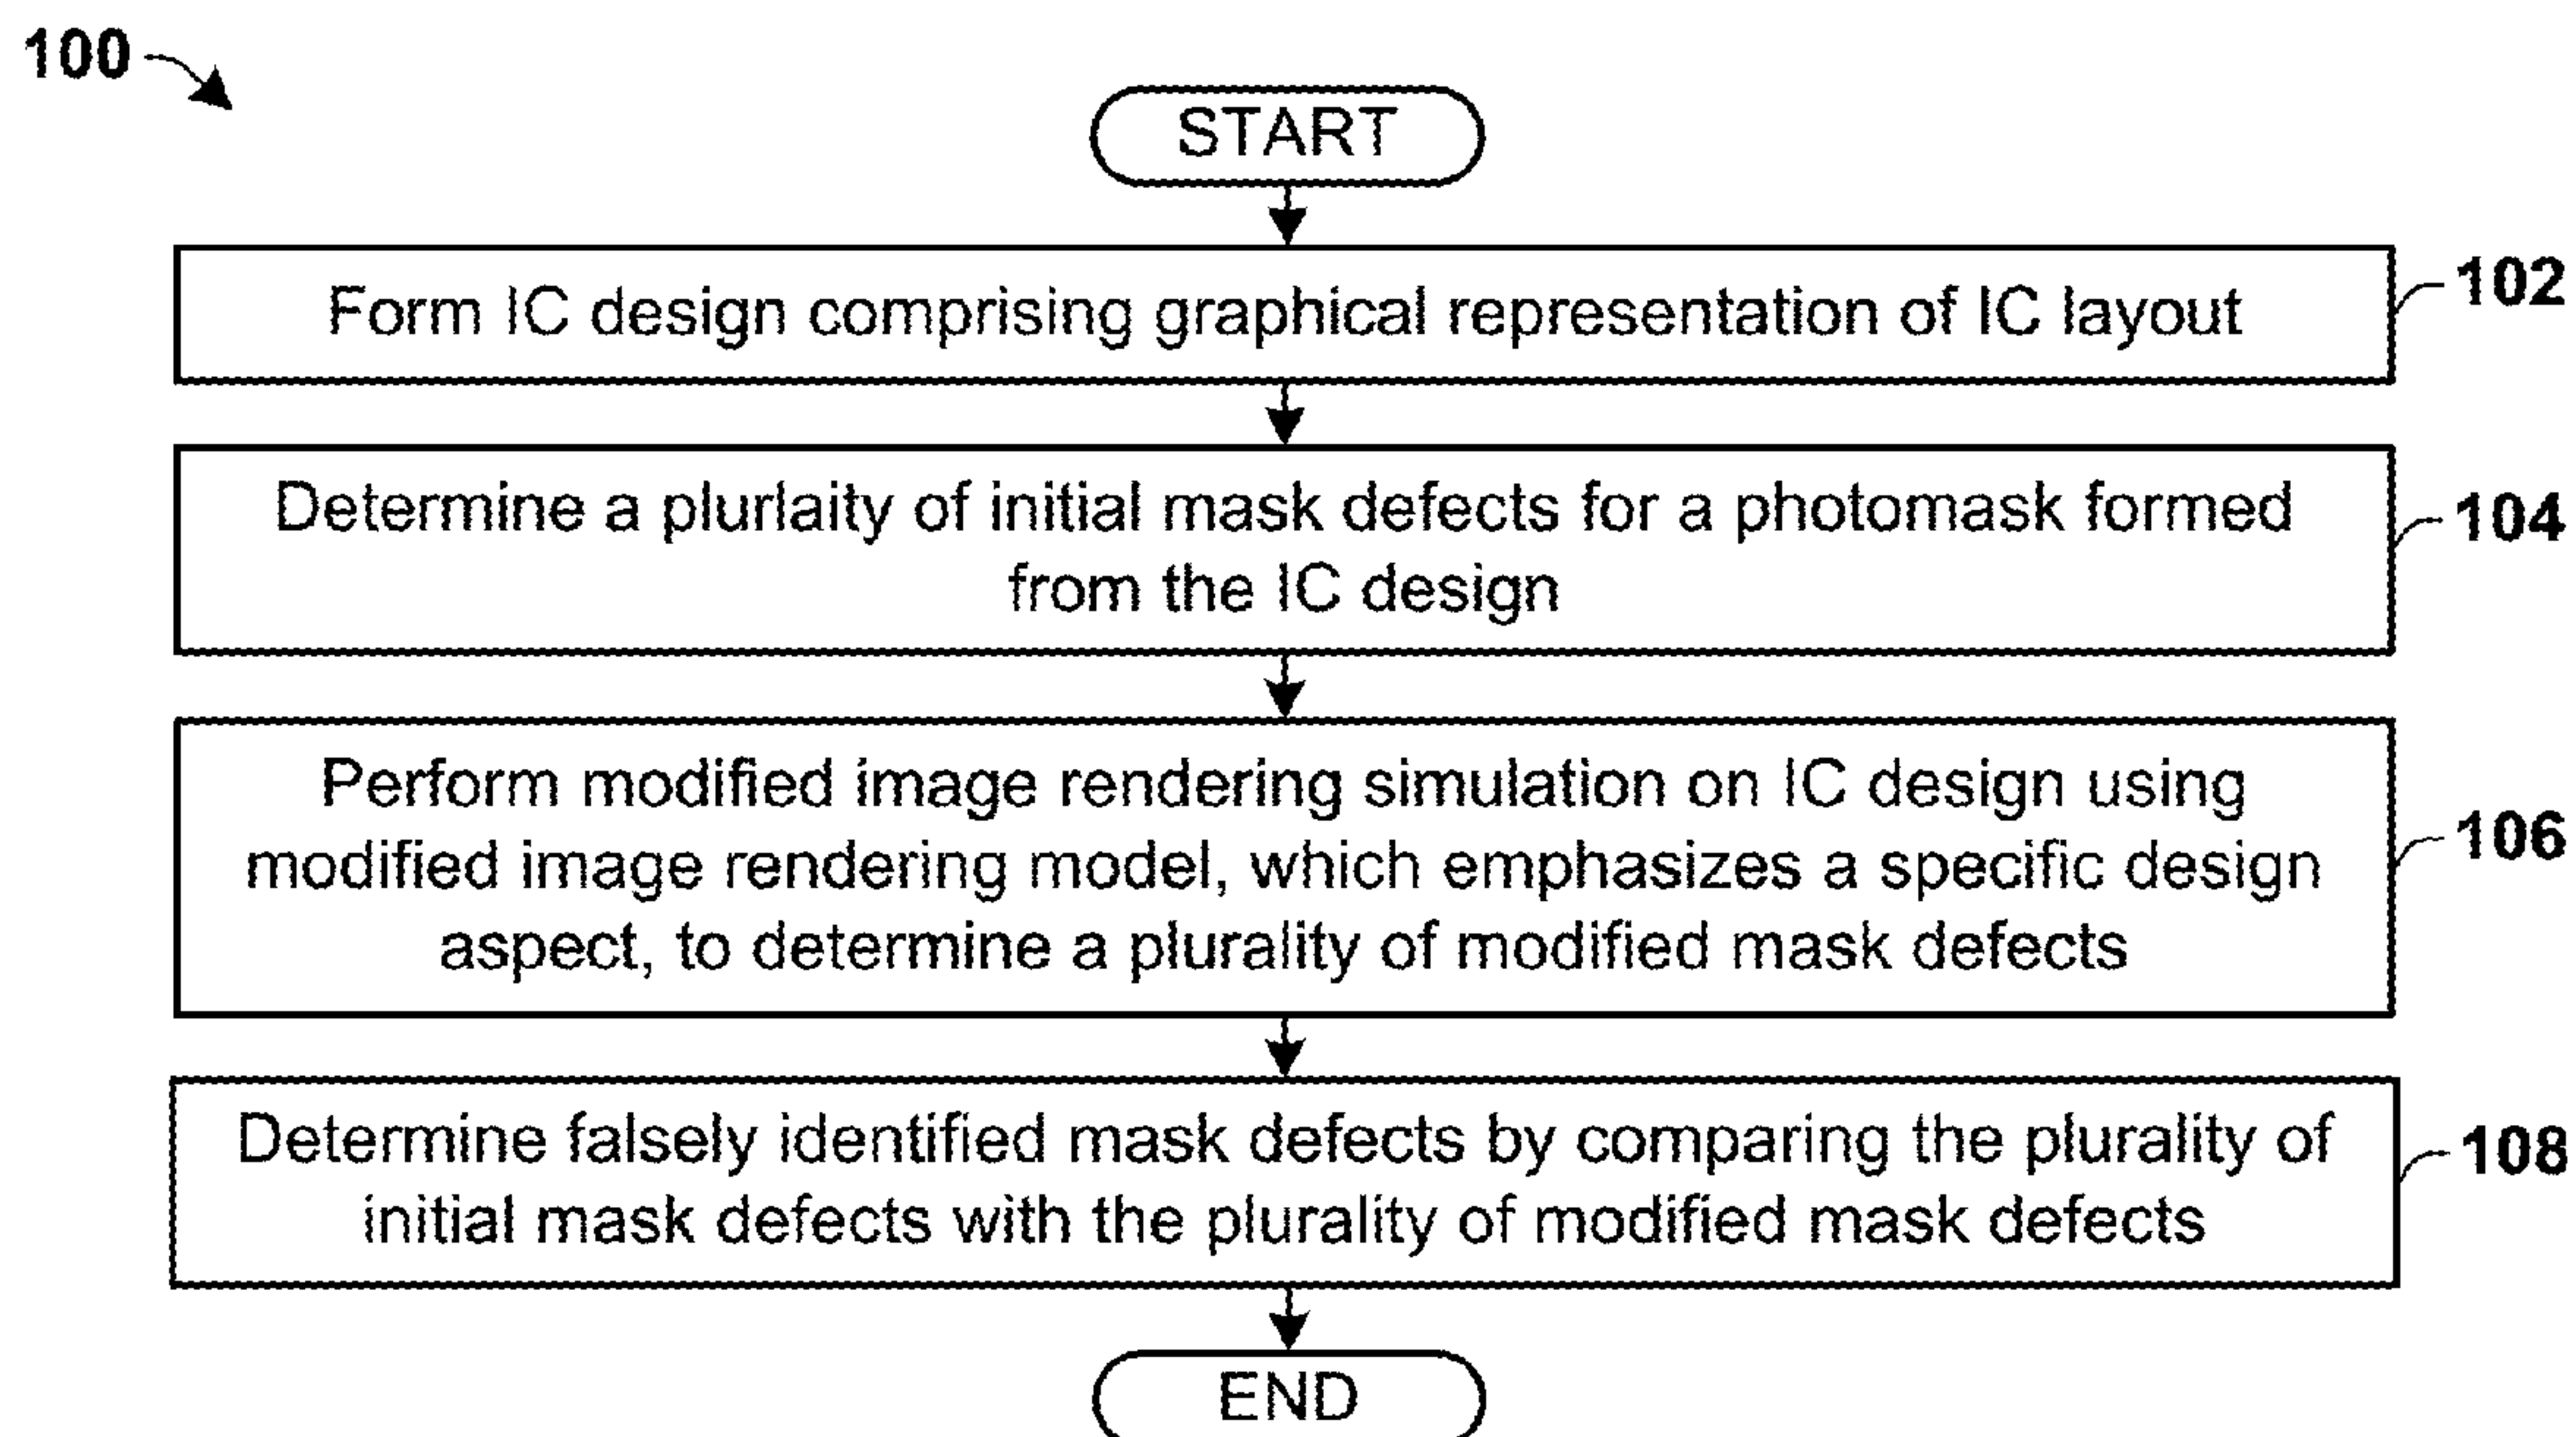 100
START
Form IC design comprising graphical representation of IC layout
102
Determine a plurlaity of initial mask defects for a photomask formed
from the IC design
104
Perform modified image rendering simulation on IC design using
modified image rendering model, which emphasizes a specific design
aspect, to determine a plurality of modified mask defects
106
Determine falsely identified mask defects by comparing the plurality of
initial mask defects with the plurality of modified mask defects
108
END